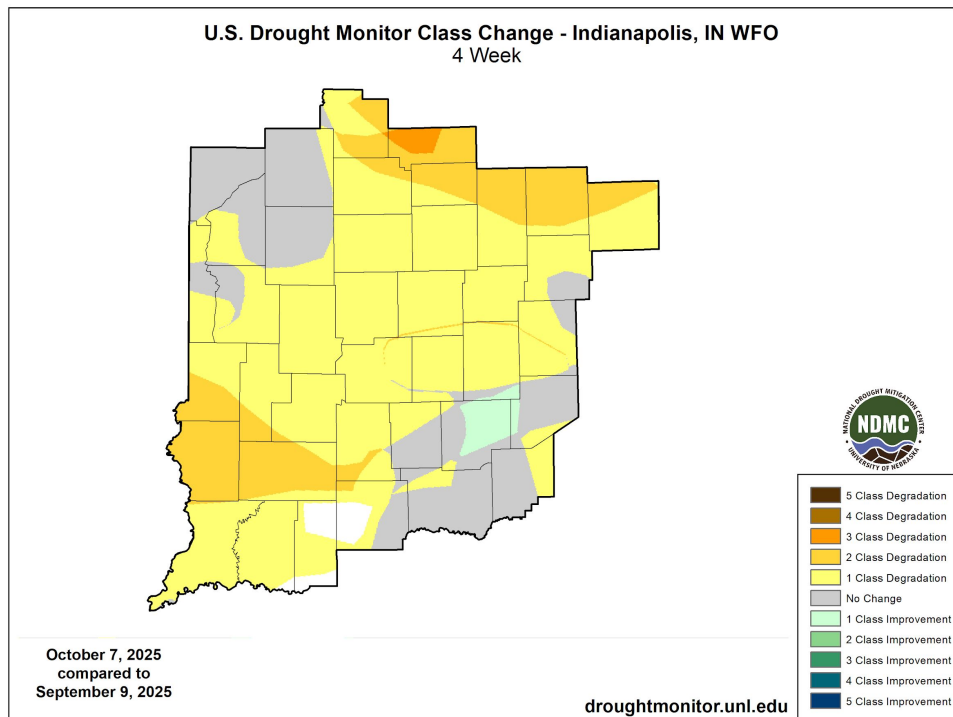 U.S. Drought Monitor Class Change - Indianapolis, IN WFO
4 Week
NATIONAL DROUGHT MITIGATION CENTER
NDMC
UNIVERSITY OF NEBRASKA
5 Class Degradation
4 Class Degradation
3 Class Degradation
2 Class Degradation
1 Class Degradation
No Change
1 Class Improvement
2 Class Improvement
3 Class Improvement
4 Class Improvement
5 Class Improvement
October 7, 2025
compared to
September 9, 2025
droughtmonitor.unl.edu